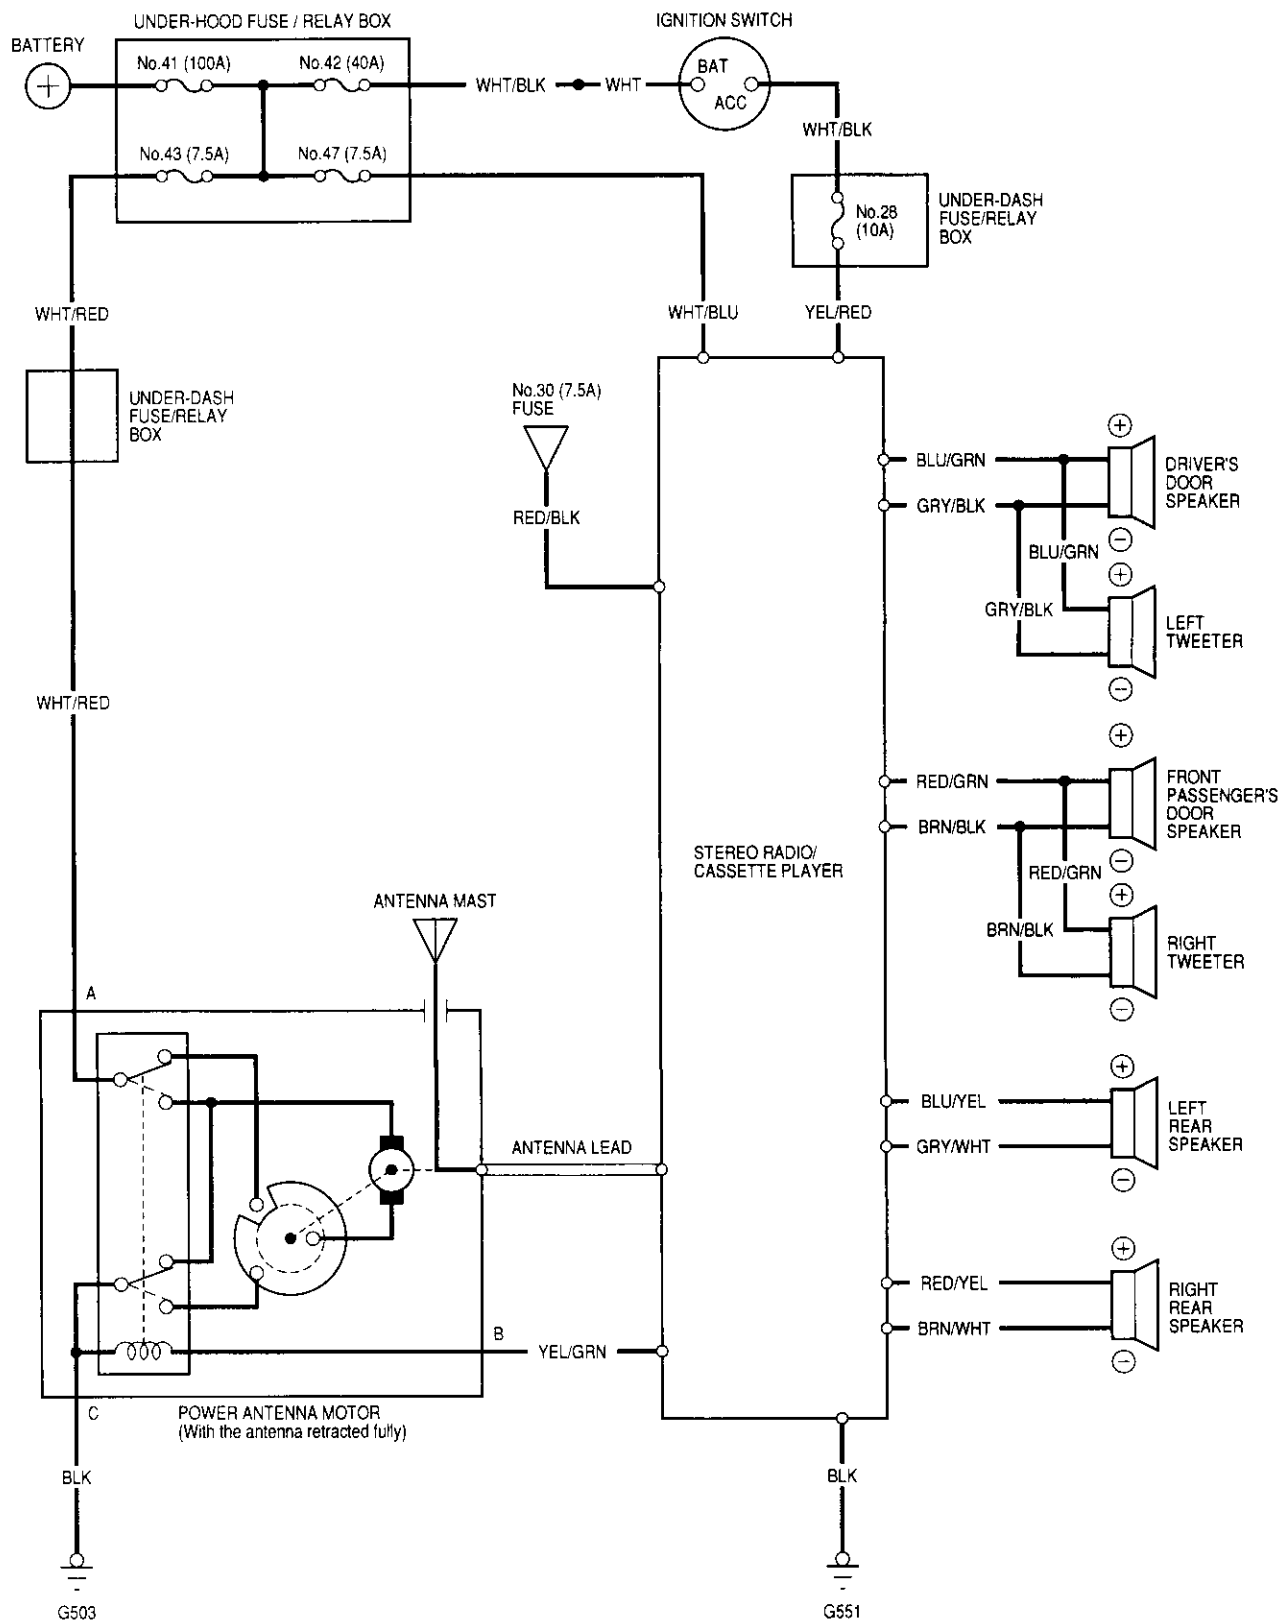 UNDER-HOOD FUSE / RELAY BOX
IGNITION SWITCH
BATTERY
No.41 (100A)
No.42 (40A)
BAT
WHT/BLK
WHT
ACC
WHT/BLK
No.43 (7.5A)
No.47 (7.5A)
No.28
(10A)
UNDER-DASH
FUSE/RELAY
BOX
WHT/RED
WHT/BLU
YEL/RED
UNDER-DASH
FUSE/RELAY
BOX
No.30 (7.5A)
FUSE
RED/BLK
BLU/GRN
GRY/BLK
+
DRIVER'S
DOOR
SPEAKER
−
BLU/GRN
GRY/BLK
+
LEFT
TWEETER
−
WHT/RED
+
RED/GRN
BRN/BLK
FRONT
PASSENGER'S
DOOR
SPEAKER
−
STEREO RADIO/
CASSETTE PLAYER
RED/GRN
BRN/BLK
+
RIGHT
TWEETER
−
ANTENNA MAST
A
+
BLU/YEL
GRY/WHT
LEFT
REAR
SPEAKER
−
ANTENNA LEAD
+
RED/YEL
BRN/WHT
RIGHT
REAR
SPEAKER
−
B
YEL/GRN
C
POWER ANTENNA MOTOR
(With the antenna retracted fully)
BLK
BLK
G503
G551